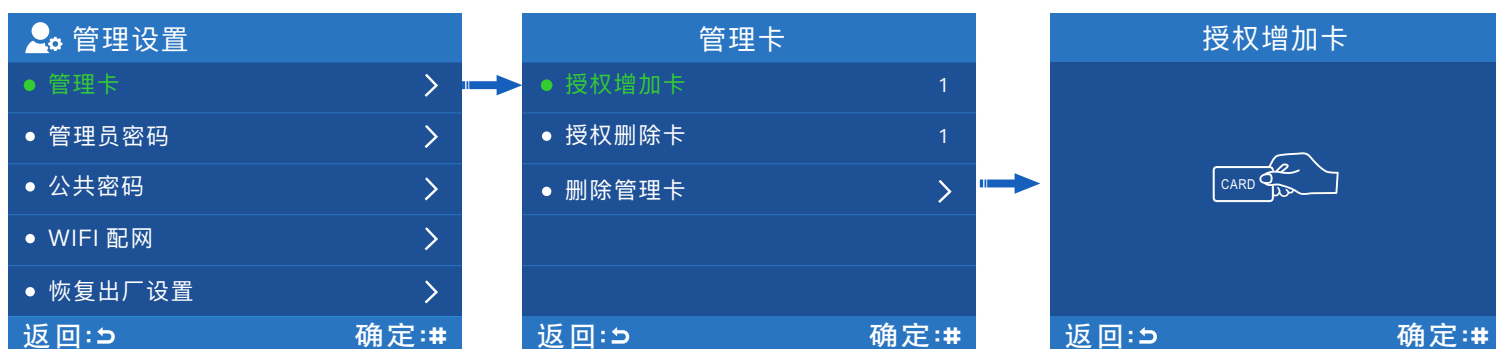 管理设置
管理卡
管理员密码
公共密码
WIFI 配网
恢复出厂设置
返回:⮌ 确定:#
管理卡
授权增加卡 1
授权删除卡 1
删除管理卡
返回:⮌ 确定:#
授权增加卡
CARD
返回:⮌ 确定:#